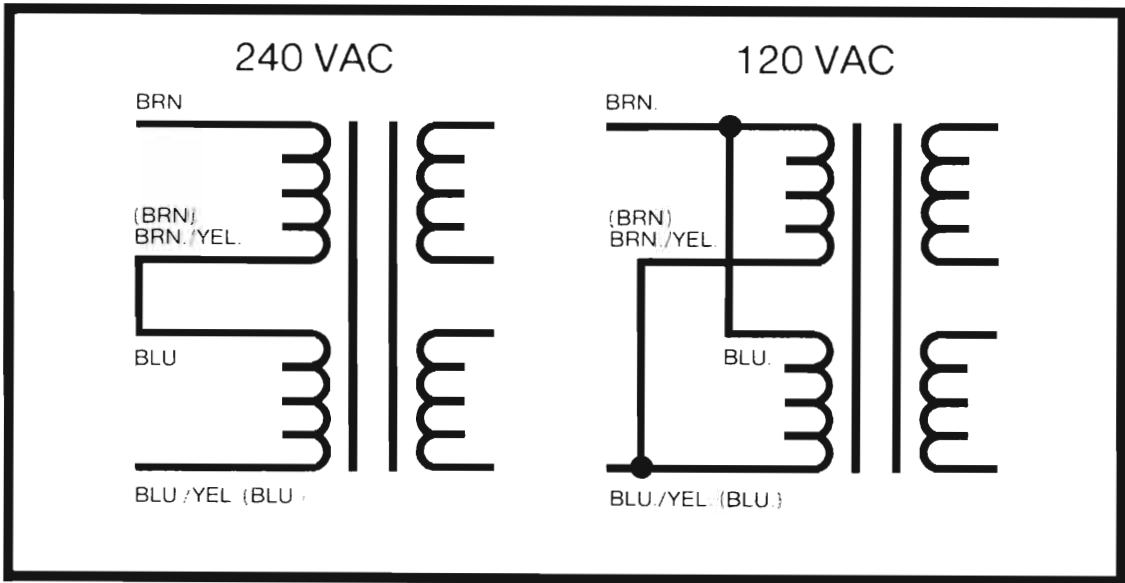 240 VAC
BRN
(BRN)
BRN./YEL.
BLU
BLU/YEL (BLU
120 VAC
BRN.
(BRN)
BRN./YEL.
BLU.
BLU./YEL. (BLU.)